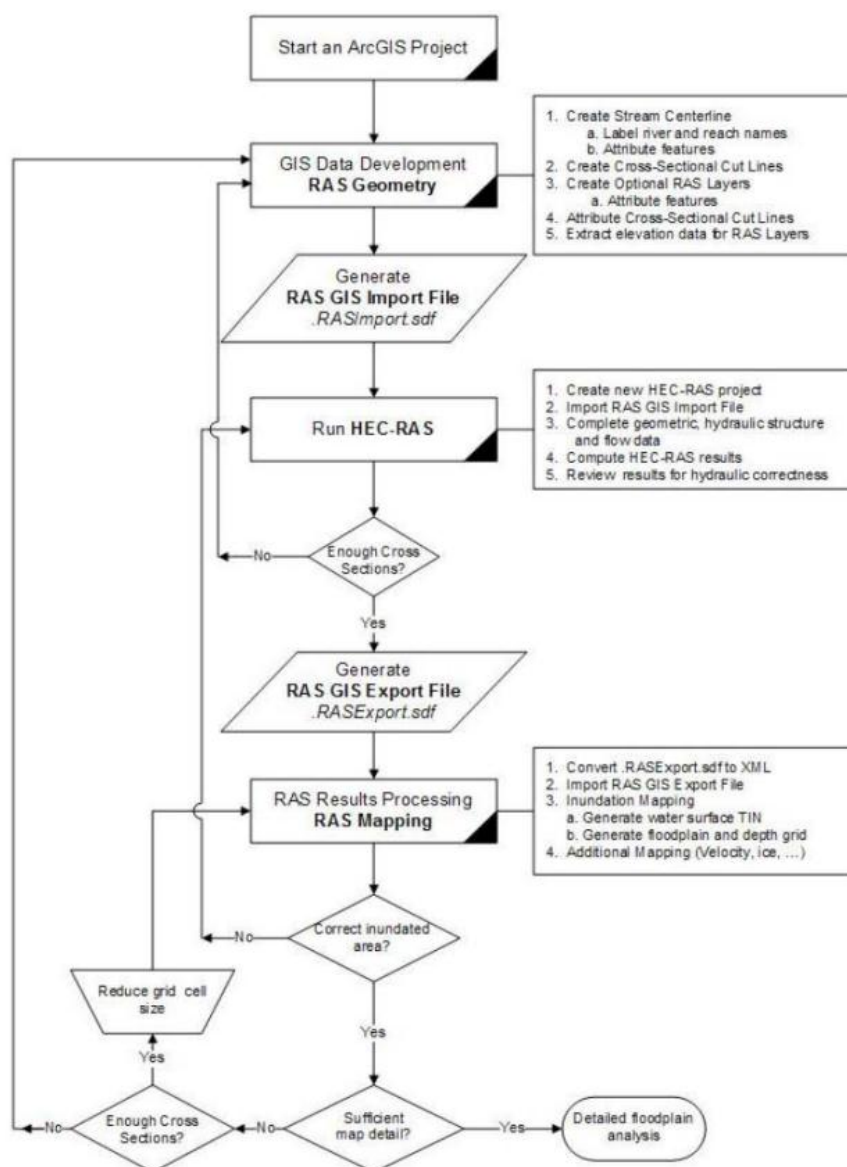 Start an ArcGIS Project
GIS Data Development
RAS Geometry
1. Create Stream Centerline
a. Label river and reach names
b. Attribute features
2. Create Cross-Sectional Cut Lines
3. Create Optional RAS Layers
a. Attribute features
4. Attribute Cross-Sectional Cut Lines
5. Extract elevation data for RAS Layers
Generate
RAS GIS Import File
.RASImport.sdf
Run HEC-RAS
1. Create new HEC-RAS project
2. Import RAS GIS Import File
3. Complete geometric, hydraulic structure
and flow data
4. Compute HEC-RAS results
5. Review results for hydraulic correctness
No
Enough Cross
Sections?
Yes
Generate
RAS GIS Export File
.RASExport.sdf
RAS Results Processing
RAS Mapping
1. Convert .RASExport.sdf to XML
2. Import RAS GIS Export File
3. Inundation Mapping
a. Generate water surface TIN
b. Generate floodplain and depth grid
4. Additional Mapping (Velocity, ice, ...)
No
Correct inundated
area?
Reduce grid cell
size
Yes
Yes
No
Enough Cross
Sections?
No
Sufficient
map detail?
Yes
Detailed floodplain
analysis